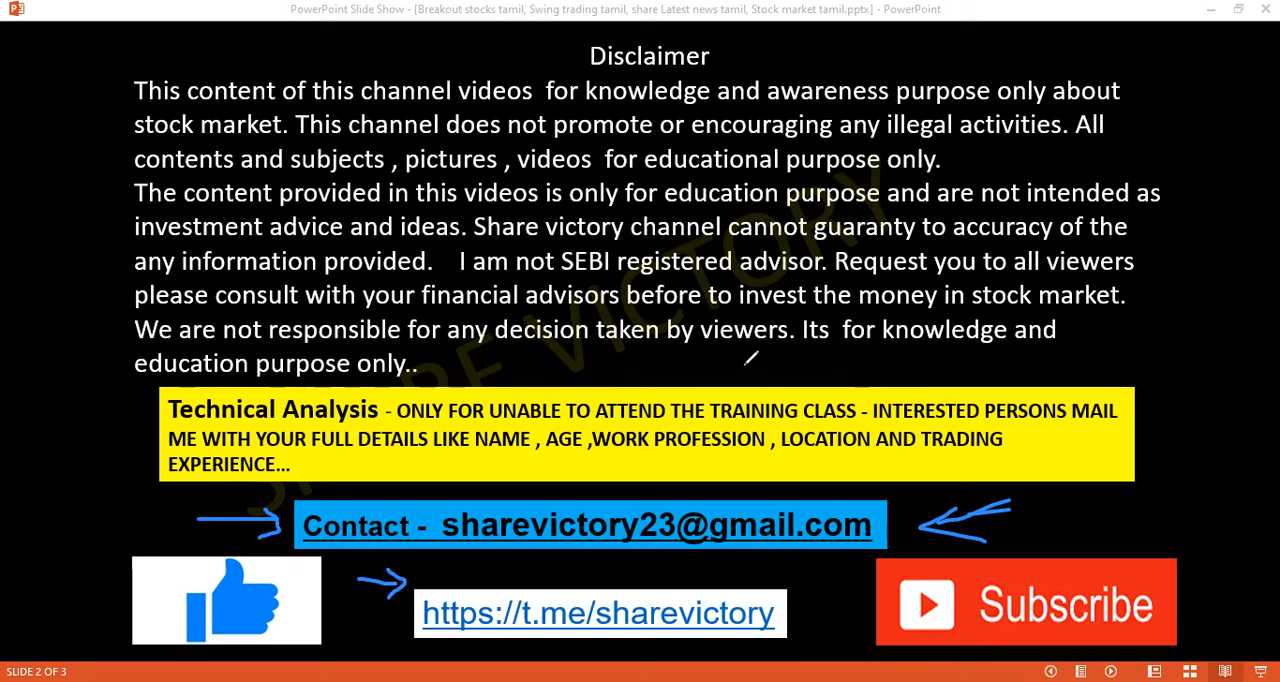 PowerPoint Slide Show - [Breakout stocks tamil, Swing trading tamil, share Latest news tamil, Stock market tamil.pptx] - PowerPoint
Disclaimer
This content of this channel videos  for knowledge and awareness purpose only about
stock market. This channel does not promote or encouraging any illegal activities. All
contents and subjects , pictures , videos  for educational purpose only.
The content provided in this videos is only for education purpose and are not intended as
investment advice and ideas. Share victory channel cannot guaranty to accuracy of the
any information provided.    I am not SEBI registered advisor. Request you to all viewers
please consult with your financial advisors before to invest the money in stock market.
We are not responsible for any decision taken by viewers. Its  for knowledge and
education purpose only..
SHARE VICTORY
Technical Analysis - ONLY FOR UNABLE TO ATTEND THE TRAINING CLASS - INTERESTED PERSONS MAIL
ME WITH YOUR FULL DETAILS LIKE NAME , AGE ,WORK PROFESSION , LOCATION AND TRADING
EXPERIENCE...
Contact -  sharevictory23@gmail.com
https://t.me/sharevictory
Subscribe
SLIDE 2 OF 3